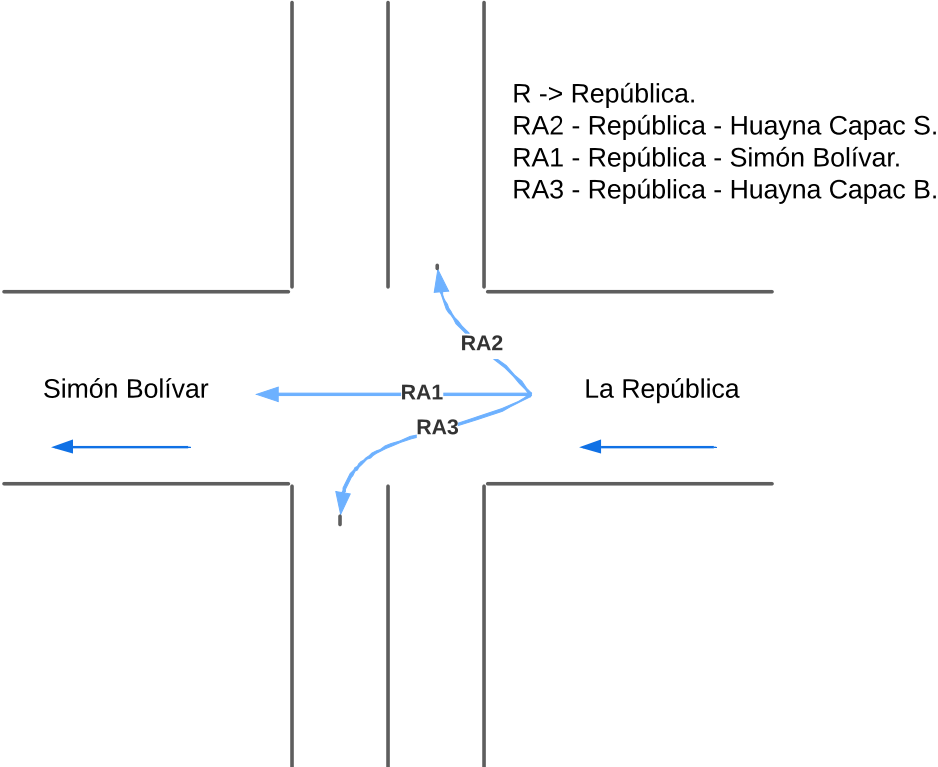 R -> República.
RA2 - República - Huayna Capac S.
RA1 - República - Simón Bolívar.
RA3 - República - Huayna Capac B.
RA2
Simón Bolívar
RA1
La República
RA3